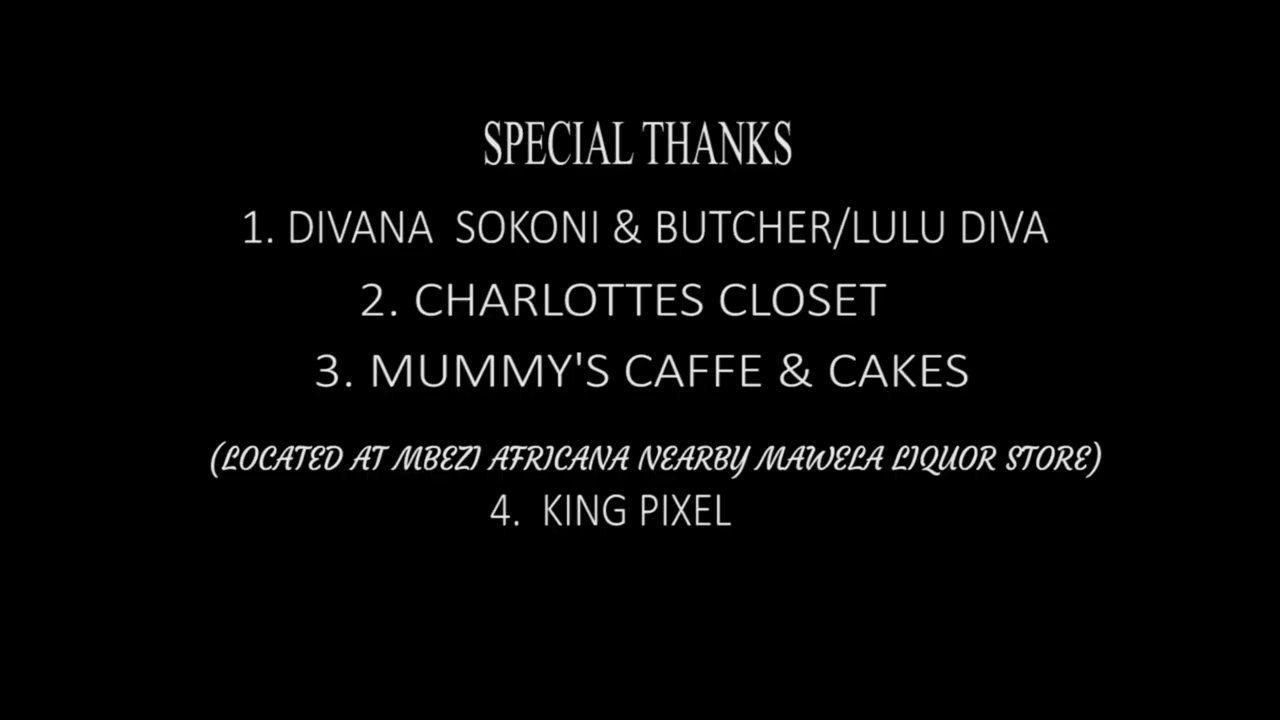 SPECIAL THANKS
1. DIVANA SOKONI & BUTCHER/LULU DIVA
2. CHARLOTTES CLOSET
3. MUMMY'S CAFFE & CAKES
(LOCATED AT MBEZI AFRICANA NEARBY MAWELA LIQUOR STORE)
4. KING PIXEL